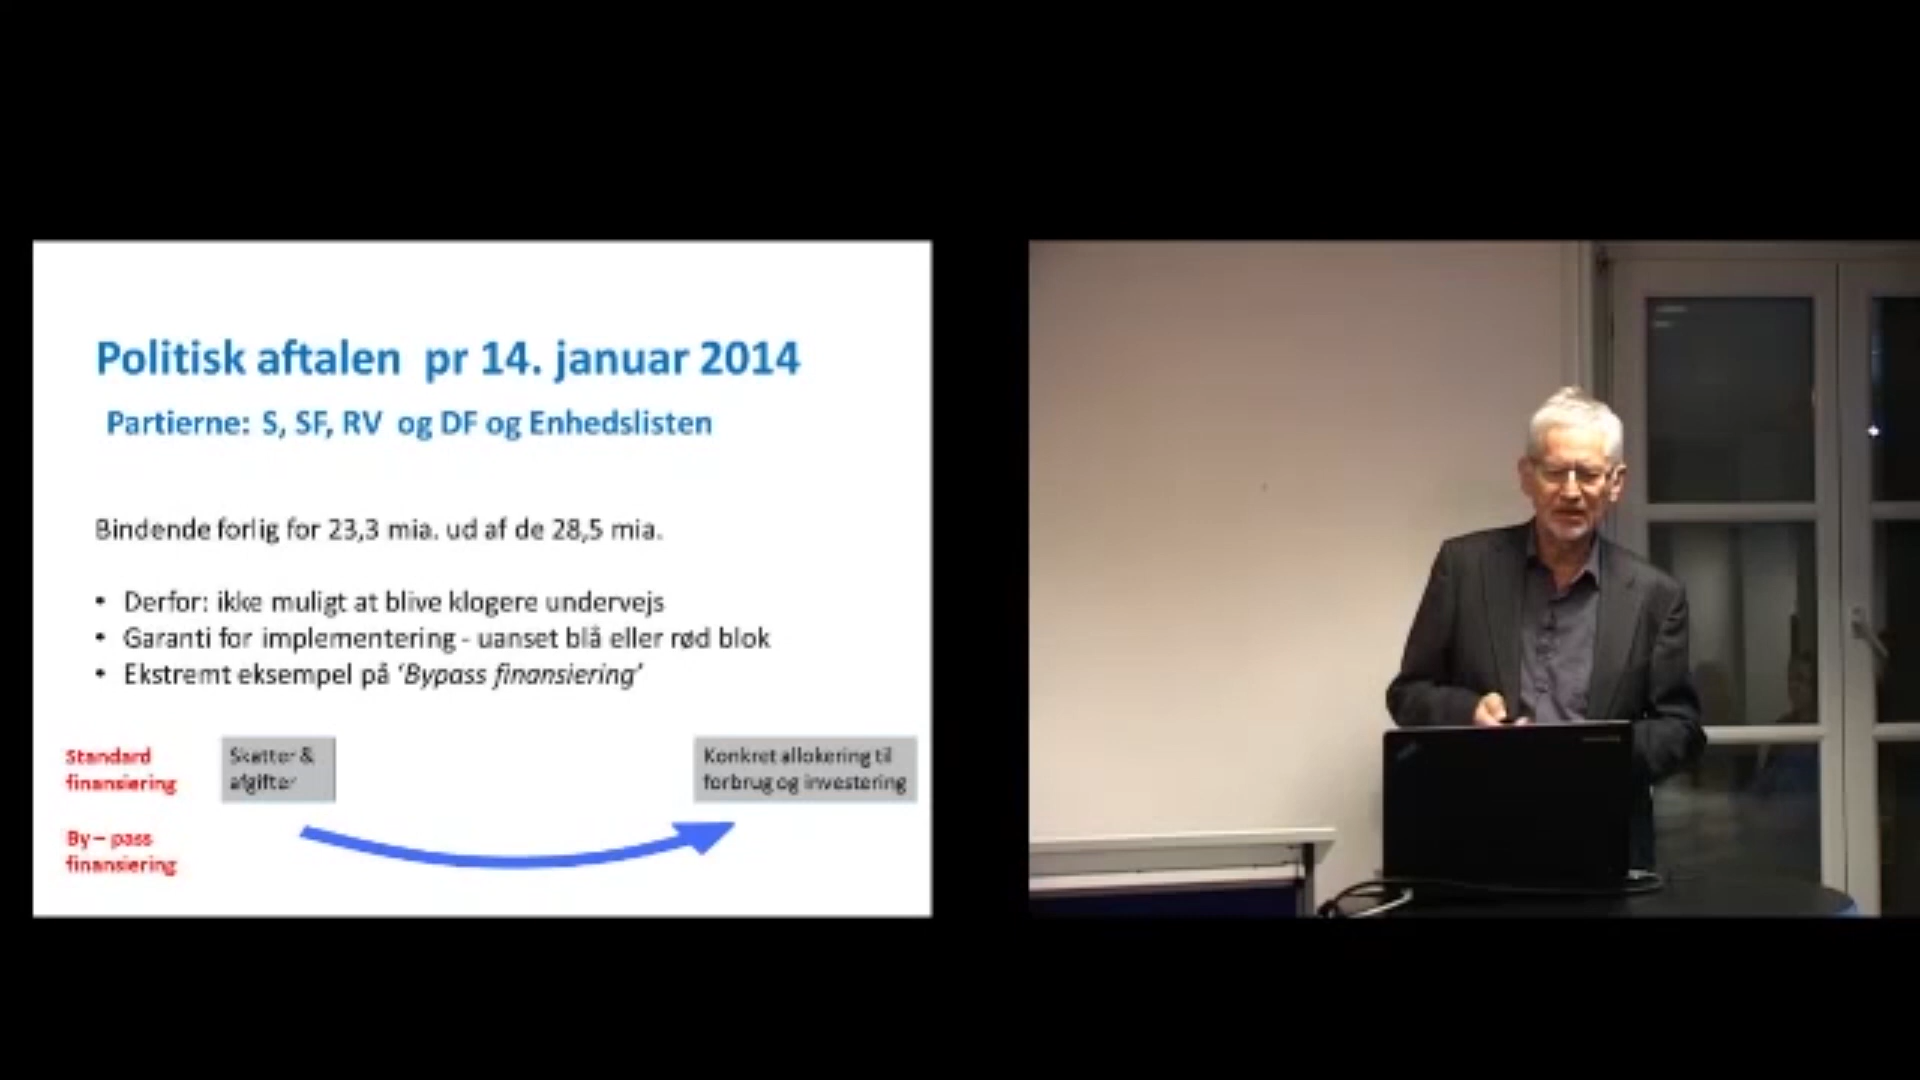 Politisk aftalen pr 14. januar 2014
Partierne: S, SF, RV og DF og Enhedslisten
Bindende forlig for 23,3 mia. ud af de 28,5 mia.
• Derfor: ikke muligt at blive klogere undervejs
• Garanti for implementering - uanset blå eller rød blok
• Ekstremt eksempel på ‘Bypass finansiering’
Standard
finansiering
Skatter &
afgifter
Konkret allokering til
forbrug og investering
By – pass
finansiering